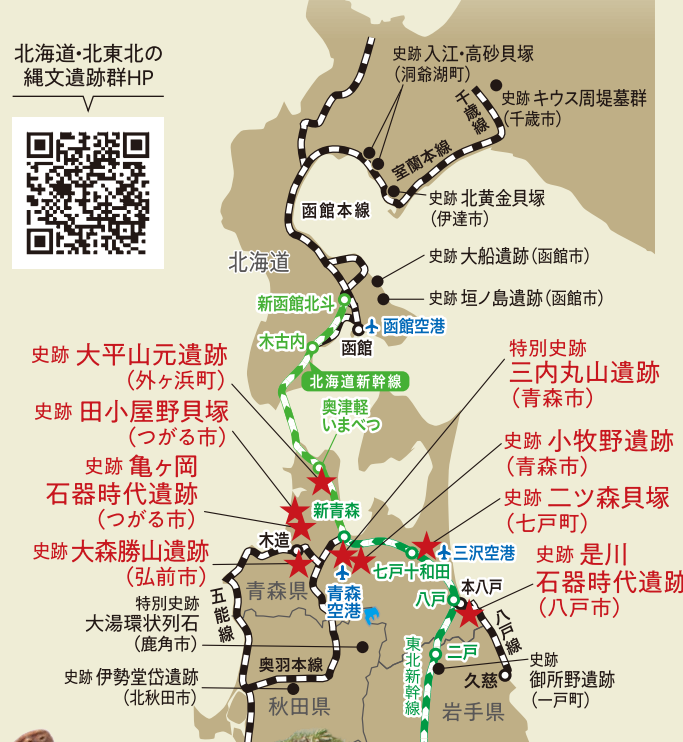 北海道・北東北の
縄文遺跡群HP
史跡 入江・高砂貝塚
(洞爺湖町)
史跡 キウス周堤墓群
(千歳市)
千歳線
室蘭本線
史跡 北黄金貝塚
(伊達市)
函館本線
北海道
史跡 大船遺跡(函館市)
史跡 垣ノ島遺跡(函館市)
新函館北斗
函館空港
木古内
函館
北海道新幹線
奥津軽
いまべつ
史跡 大平山元遺跡
(外ヶ浜町)
史跡 田小屋野貝塚
(つがる市)
史跡 亀ヶ岡
石器時代遺跡
(つがる市)
史跡 大森勝山遺跡
(弘前市)
特別史跡
三内丸山遺跡
(青森市)
史跡 小牧野遺跡
(青森市)
史跡 二ツ森貝塚
(七戸町)
史跡 是川
石器時代遺跡
(八戸市)
新青森
木造
三沢空港
七戸十和田
青森県
青森
空港
本八戸
八戸
五能線
八戸線
特別史跡
大湯環状列石
(鹿角市)
奥羽本線
史跡 伊勢堂岱遺跡
(北秋田市)
秋田県
東北新幹線
二戸
久慈
史跡
御所野遺跡
(一戸町)
岩手県